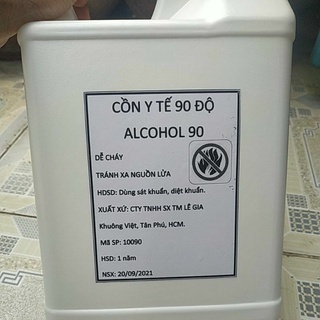 CỒN Y TẾ 90 ĐỘ
ALCOHOL 90
DỄ CHÁY
TRÁNH XA NGUỒN LỬA
HDSD: Dùng sát khuẩn, diệt khuẩn.
XUẤT XỨ: CTY TNHH SX TM LÊ GIA
Khuông Việt, Tân Phú, HCM.
Mã SP: 10090
HSD: 1 năm
NSX: 20/09/2021